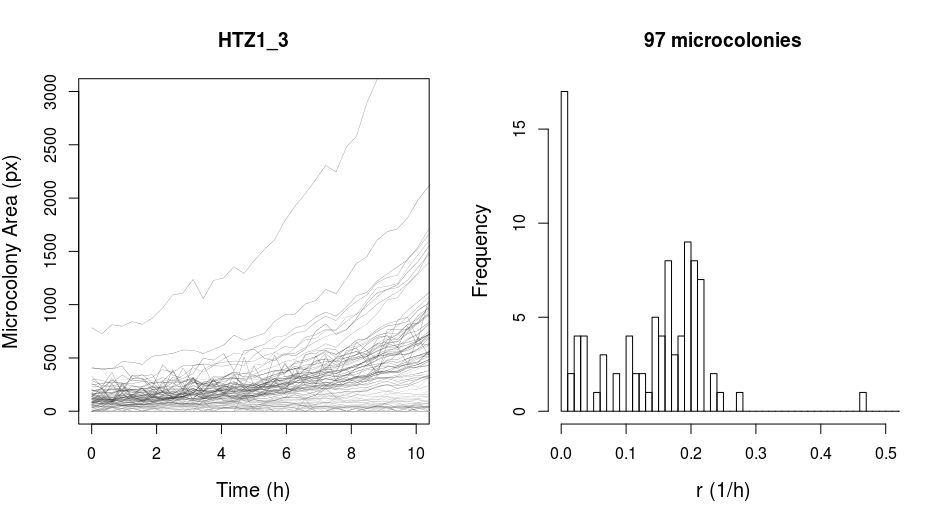 HTZ1_3
97 microcolonies
Microcolony Area (px)
0
500
1000
1500
2000
2500
3000
0 2 4 6 8 10
Time (h)
Frequency
0
5
10
15
0.0 0.1 0.2 0.3 0.4 0.5
r (1/h)